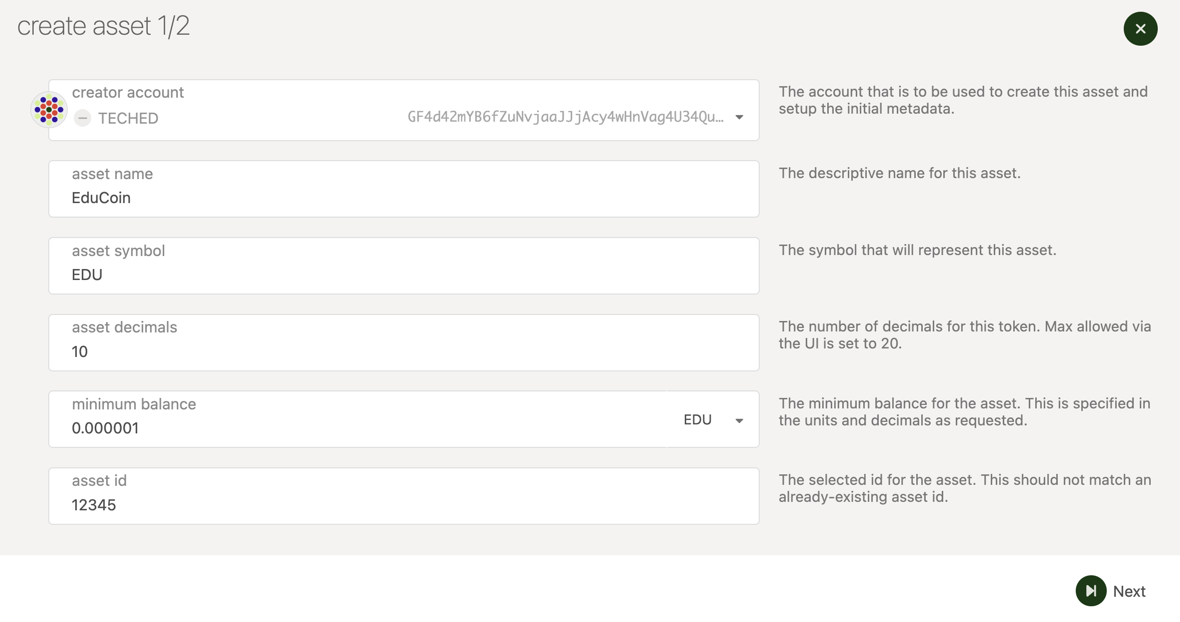 create asset 1/2
creator account
TECHED GF4d42mYB6fZuNvjaaJJjAcy4wHnVag4U34Qu…
The account that is to be used to create this asset and
setup the initial metadata.
asset name
EduCoin
The descriptive name for this asset.
asset symbol
EDU
The symbol that will represent this asset.
asset decimals
10
The number of decimals for this token. Max allowed via
the UI is set to 20.
minimum balance
0.000001 EDU
The minimum balance for the asset. This is specified in
the units and decimals as requested.
asset id
12345
The selected id for the asset. This should not match an
already-existing asset id.
Next